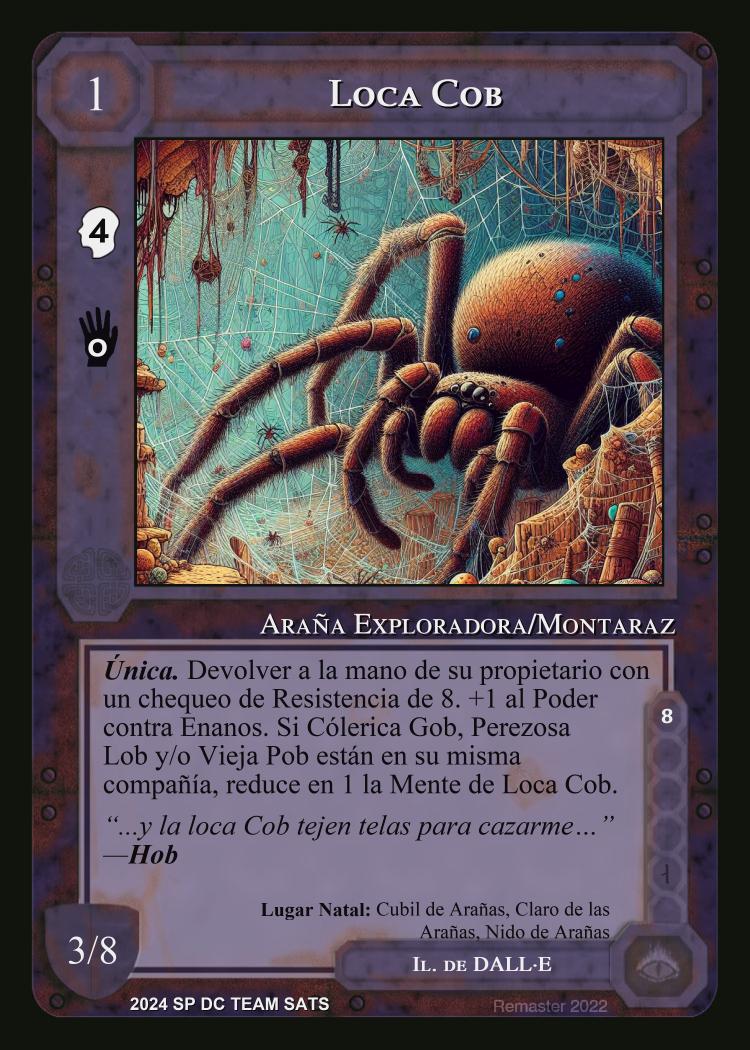 1
Loca Cob
4
0
Araña Exploradora/Montaraz
Única. Devolver a la mano de su propietario con
un chequeo de Resistencia de 8. +1 al Poder
contra Enanos. Si Cólerica Gob, Perezosa
Lob y/o Vieja Pob están en su misma
compañía, reduce en 1 la Mente de Loca Cob.
8
“...y la loca Cob tejen telas para cazarme...”
—Hob
Lugar Natal: Cubil de Arañas, Claro de las
Arañas, Nido de Arañas
3/8
Il. de DALL·E
2024 SP DC TEAM SATS
Remaster 2022